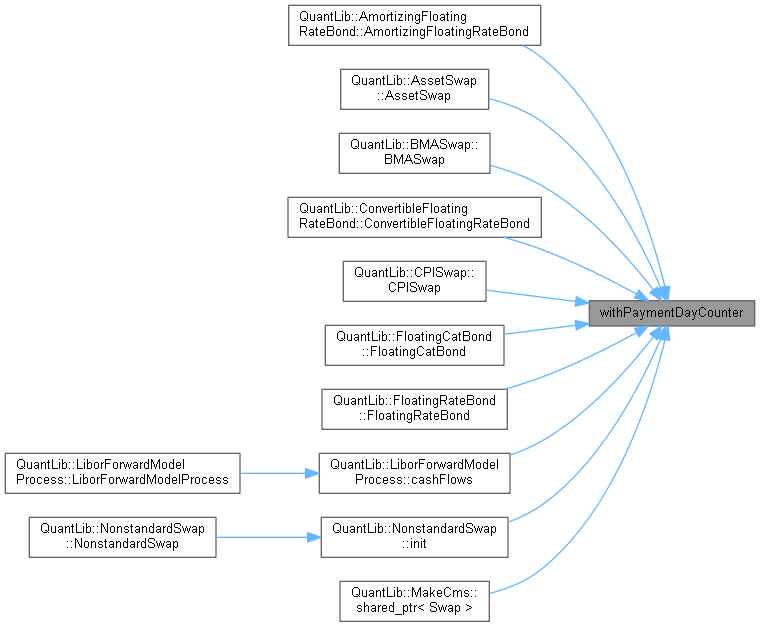 QuantLib::AmortizingFloating
RateBond::AmortizingFloatingRateBond
QuantLib::AssetSwap
::AssetSwap
QuantLib::BMASwap::
BMASwap
QuantLib::ConvertibleFloating
RateBond::ConvertibleFloatingRateBond
QuantLib::CPISwap::
CPISwap
withPaymentDayCounter
QuantLib::FloatingCatBond
::FloatingCatBond
QuantLib::FloatingRateBond
::FloatingRateBond
QuantLib::LiborForwardModel
Process::LiborForwardModelProcess
QuantLib::LiborForwardModel
Process::cashFlows
QuantLib::NonstandardSwap
::NonstandardSwap
QuantLib::NonstandardSwap
::init
QuantLib::MakeCms::
shared_ptr< Swap >